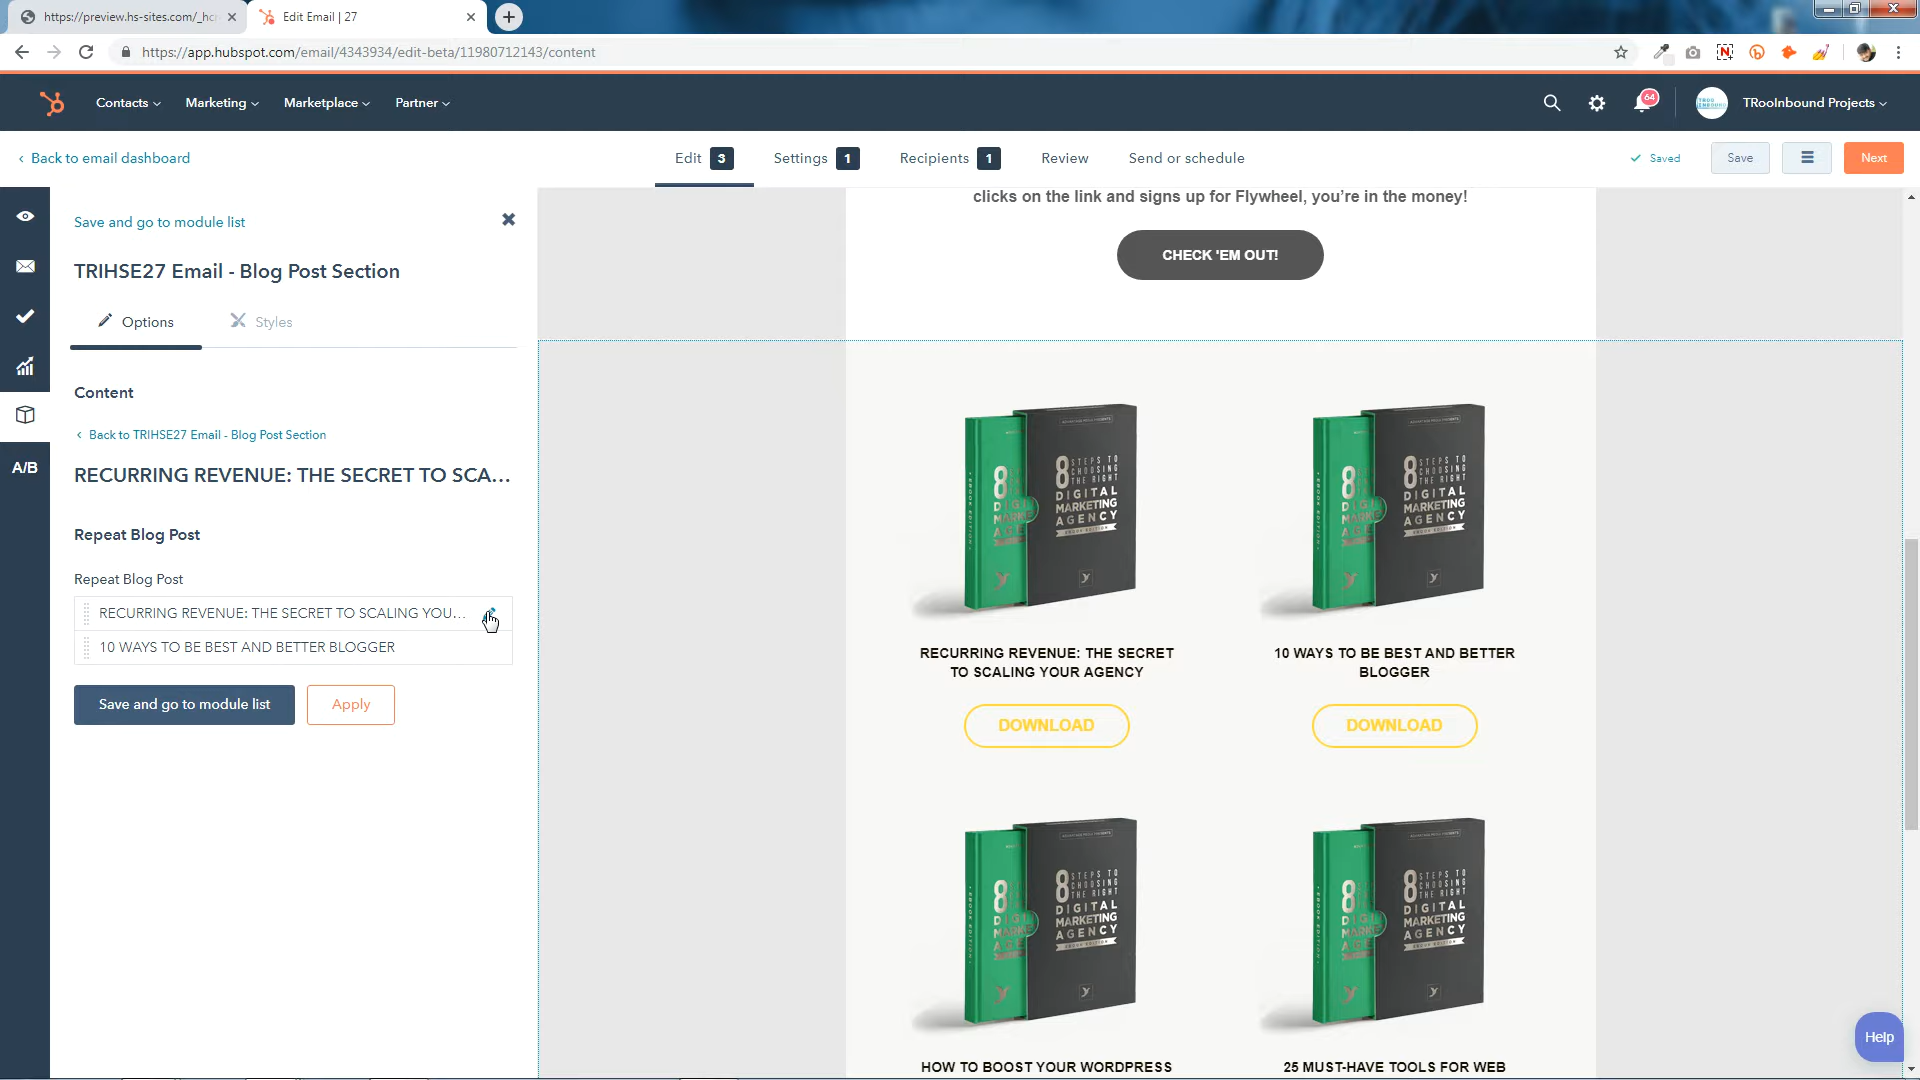 https://preview.hs-sites.com/_hcn
Edit Email | 27
https://app.hubspot.com/email/4343934/edit-beta/11980712143/content
Contacts
Marketing
Marketplace
Partner
64
TRooInbound Projects
Back to email dashboard
Edit 3
Settings 1
Recipients 1
Review
Send or schedule
Saved
Save
Next
Save and go to module list
TRIHSE27 Email - Blog Post Section
Options
Styles
Content
Back to TRIHSE27 Email - Blog Post Section
RECURRING REVENUE: THE SECRET TO SCA...
Repeat Blog Post
Repeat Blog Post
RECURRING REVENUE: THE SECRET TO SCALING YOU...
10 WAYS TO BE BEST AND BETTER BLOGGER
Save and go to module list
Apply
A/B
clicks on the link and signs up for Flywheel, you’re in the money!
CHECK 'EM OUT!
8 STEPS TO
CHOOSING
THE RIGHT
DIGITAL
MARKETING
AGENCY
8 STEPS TO
CHOOSING
THE RIGHT
DIGITAL
MARKETING
AGENCY
RECURRING REVENUE: THE SECRET
TO SCALING YOUR AGENCY
10 WAYS TO BE BEST AND BETTER
BLOGGER
DOWNLOAD
DOWNLOAD
8 STEPS TO
CHOOSING
THE RIGHT
DIGITAL
MARKETING
AGENCY
8 STEPS TO
CHOOSING
THE RIGHT
DIGITAL
MARKETING
AGENCY
HOW TO BOOST YOUR WORDPRESS
25 MUST-HAVE TOOLS FOR WEB
Help